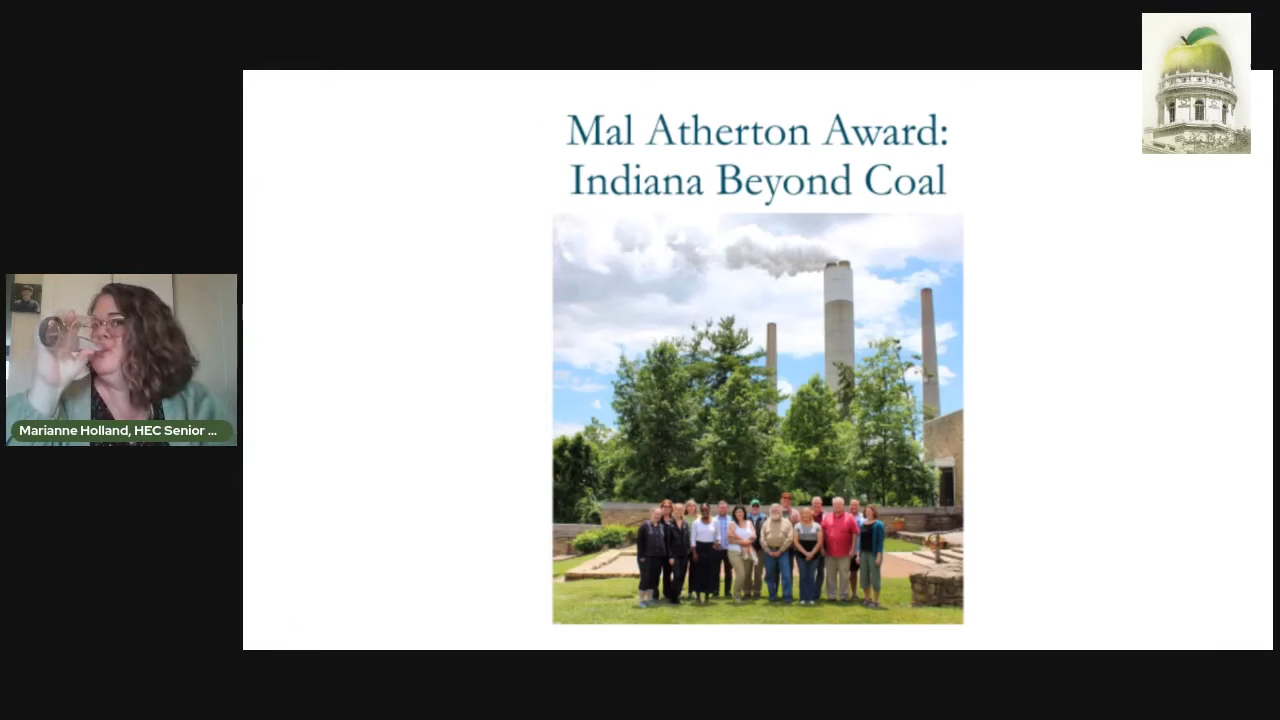 Mal Atherton Award:
Indiana Beyond Coal
Marianne Holland, HEC Senior ...